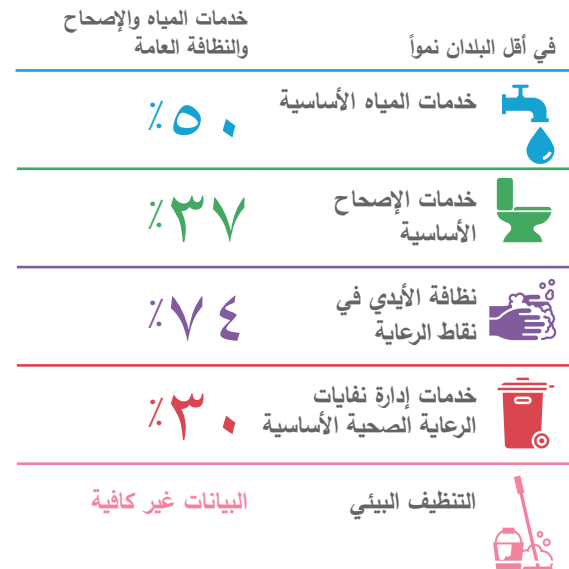 خدمات المياه والإصحاح
والنظافة العامة
في أقل البلدان نمواً
خدمات المياه الأساسية
٥٠٪
خدمات الإصحاح
الأساسية
٣٧٪
نظافة الأيدي في
نقاط الرعاية
٧٤٪
خدمات إدارة نفايات
الرعاية الصحية الأساسية
٣٠٪
التنظيف البيئي
البيانات غير كافية